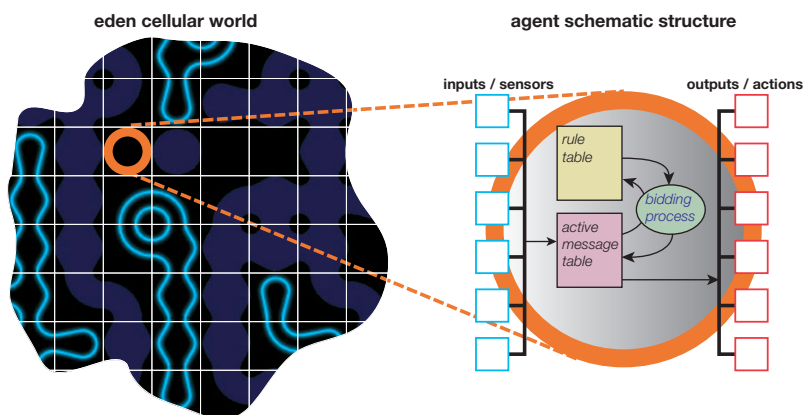 eden cellular world
agent schematic structure
inputs / sensors
outputs / actions
rule
table
bidding
process
active
message
table